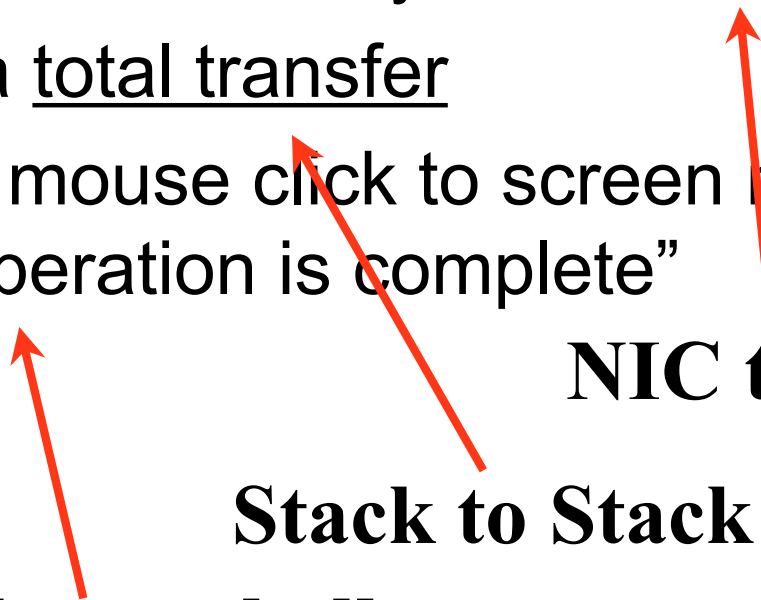 total transfer
mouse click to screen
peration is complete”
NIC t
Stack to Stack